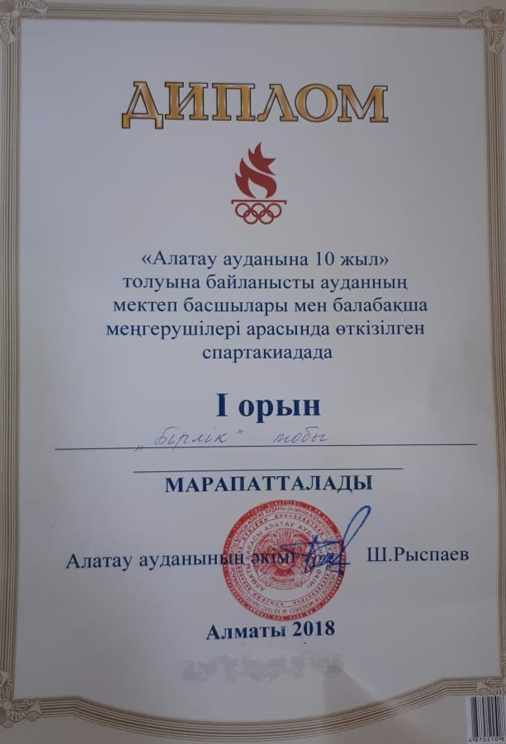 ДИПЛОМ
«Алатау ауданына 10 жыл»
толуына байланысты ауданның
мектеп басшылары мен балабақша
меңгерушілері арасында өткізілген
спартакиадада
I орын
„Бірлік" тобы
МАРАПАТТАЛАДЫ
Алатау ауданының әкімі Ш.Рыспаев
Алматы 2018